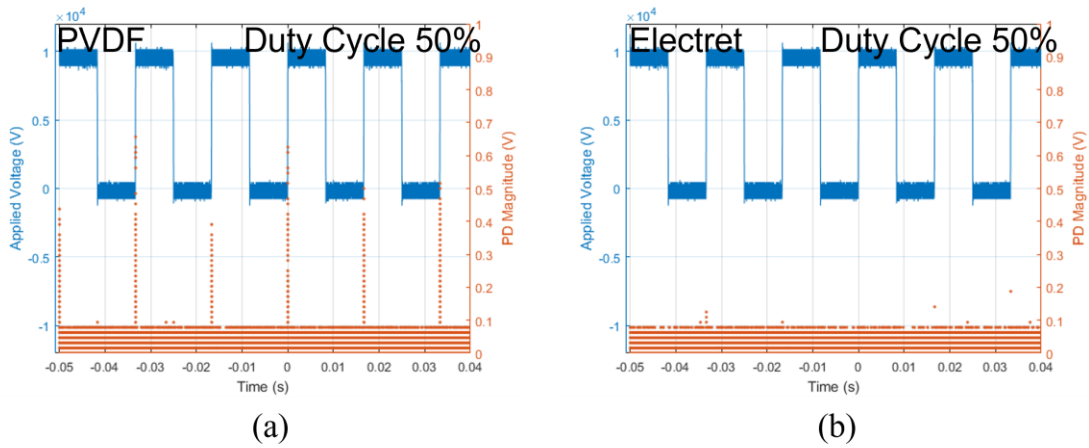 ×10⁴
PVDF Duty Cycle 50%
1
0.5
0
-0.5
-1
Applied Voltage (V)
1
0.9
0.8
0.7
0.6
0.5
0.4
0.3
0.2
0.1
0
PD Magnitude (V)
-0.05 -0.04 -0.03 -0.02 -0.01 0 0.01 0.02 0.03 0.04
Time (s)
(a)
×10⁴
Electret Duty Cycle 50%
1
0.5
0
-0.5
-1
Applied Voltage (V)
1
0.9
0.8
0.7
0.6
0.5
0.4
0.3
0.2
0.1
0
PD Magnitude (V)
-0.05 -0.04 -0.03 -0.02 -0.01 0 0.01 0.02 0.03 0.04
Time (s)
(b)